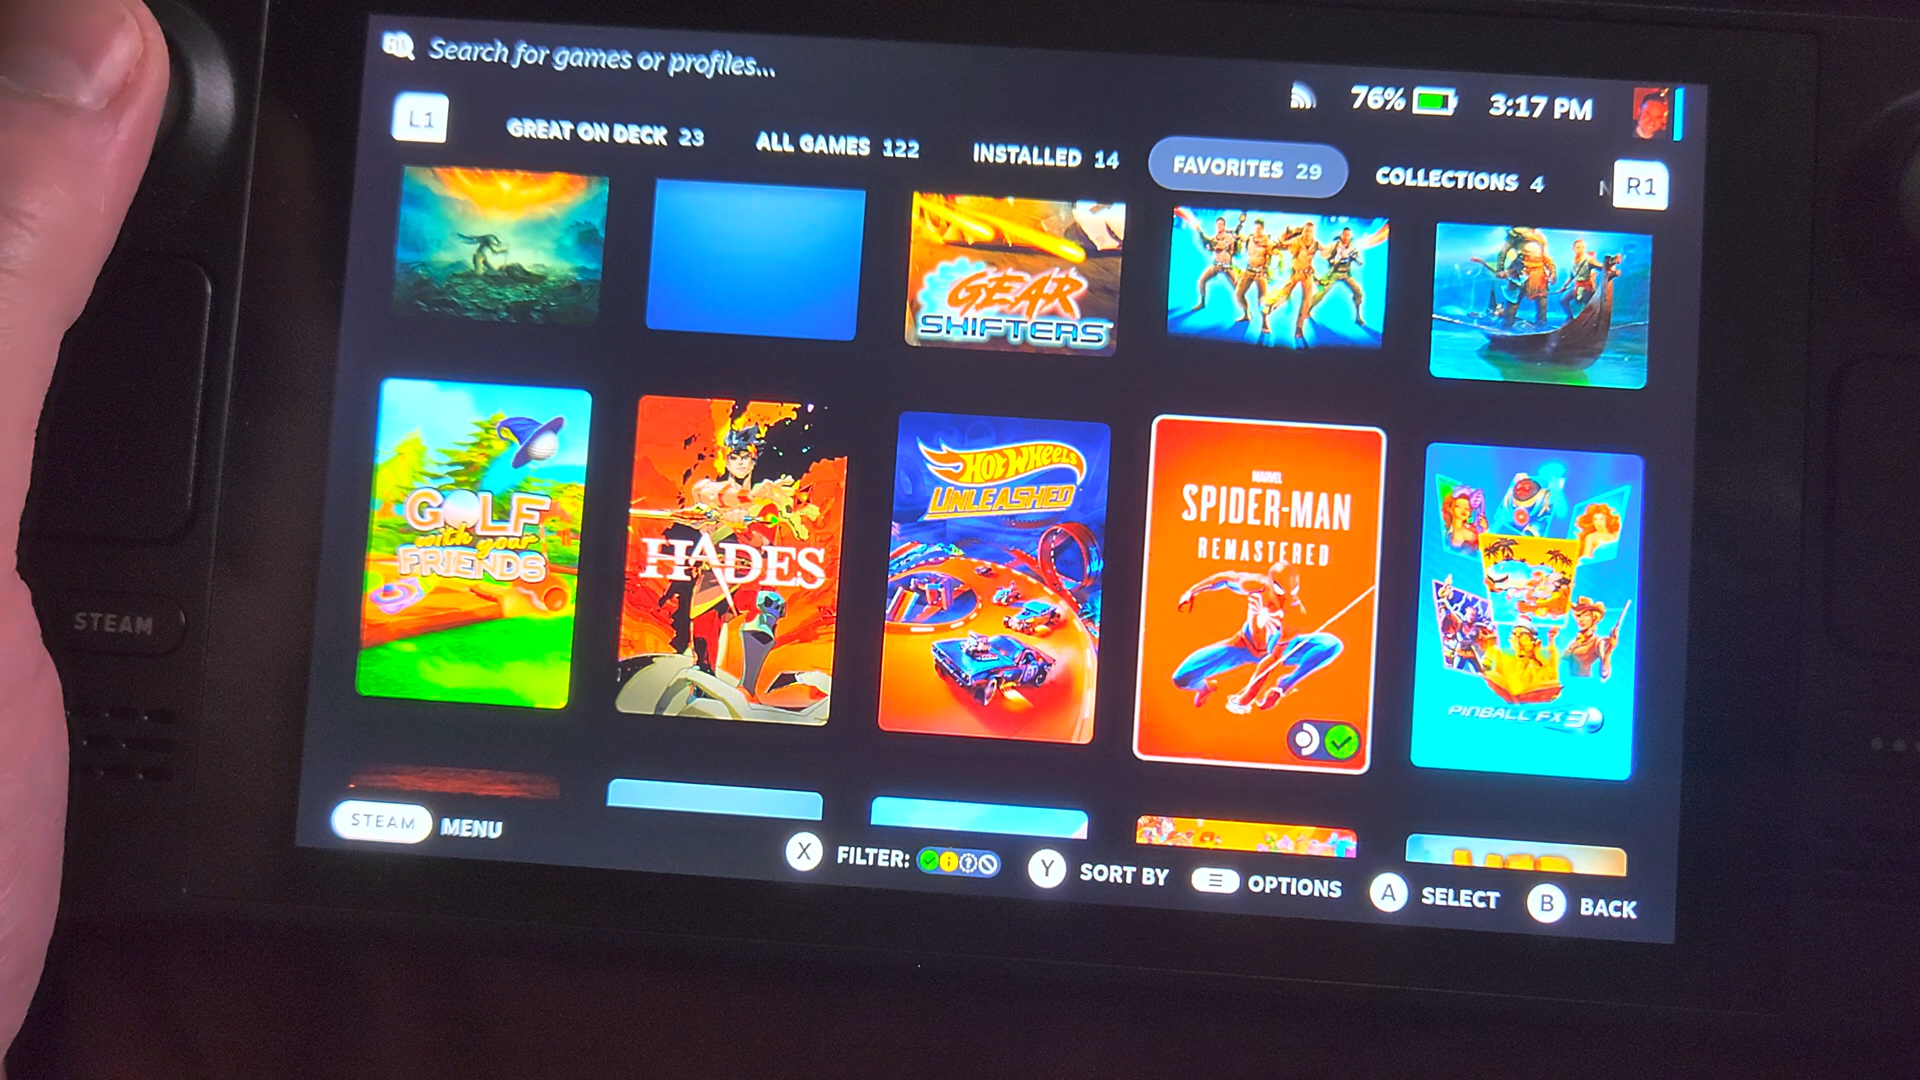 Search for games or profiles...
76% 3:17 PM
L1 GREAT ON DECK 23 ALL GAMES 122 INSTALLED 14 FAVORITES 29 COLLECTIONS 4 N R1
GEAR
SHIFTERS
GOLF
with your
FRIENDS
HADES
HOT WHEELS
UNLEASHED
MARVEL
SPIDER-MAN
REMASTERED
PINBALL FX3
STEAM
STEAM MENU
X FILTER: Y SORT BY OPTIONS A SELECT B BACK